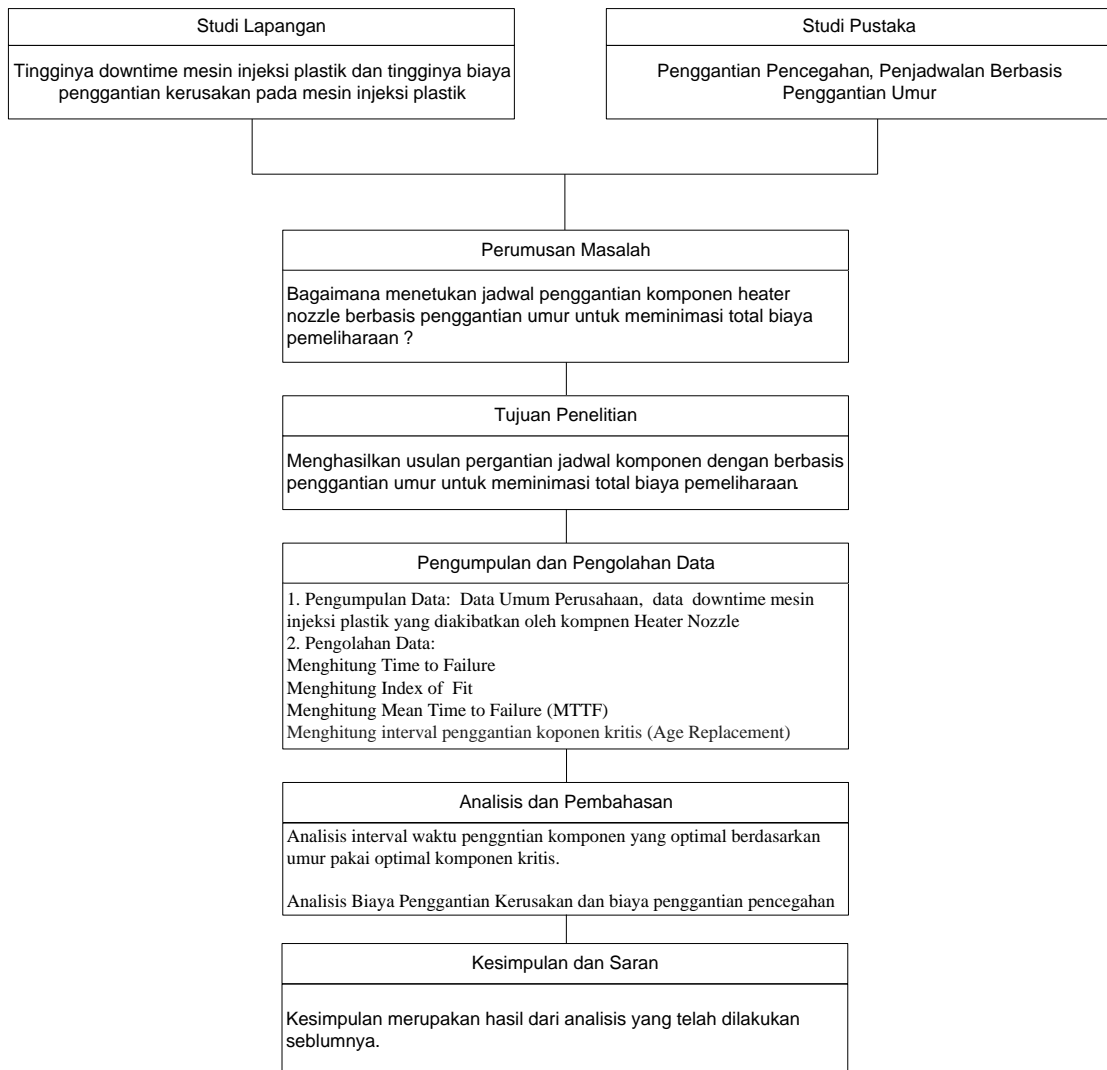 Studi Lapangan
Tingginya downtime mesin injeksi plastik dan tingginya biaya
penggantian kerusakan pada mesin injeksi plastik
Studi Pustaka
Penggantian Pencegahan, Penjadwalan Berbasis
Penggantian Umur
Perumusan Masalah
Bagaimana menetukan jadwal penggantian komponen heater
nozzle berbasis penggantian umur untuk meminimasi total biaya
pemeliharaan ?
Tujuan Penelitian
Menghasilkan usulan pergantian jadwal komponen dengan berbasis
penggantian umur untuk meminimasi total biaya pemeliharaan.
Pengumpulan dan Pengolahan Data
1. Pengumpulan Data: Data Umum Perusahaan, data downtime mesin
injeksi plastik yang diakibatkan oleh kompnen Heater Nozzle
2. Pengolahan Data:
Menghitung Time to Failure
Menghitung Index of Fit
Menghitung Mean Time to Failure (MTTF)
Menghitung interval penggantian koponen kritis (Age Replacement)
Analisis dan Pembahasan
Analisis interval waktu penggntian komponen yang optimal berdasarkan
umur pakai optimal komponen kritis.
Analisis Biaya Penggantian Kerusakan dan biaya penggantian pencegahan
Kesimpulan dan Saran
Kesimpulan merupakan hasil dari analisis yang telah dilakukan
seblumnya.